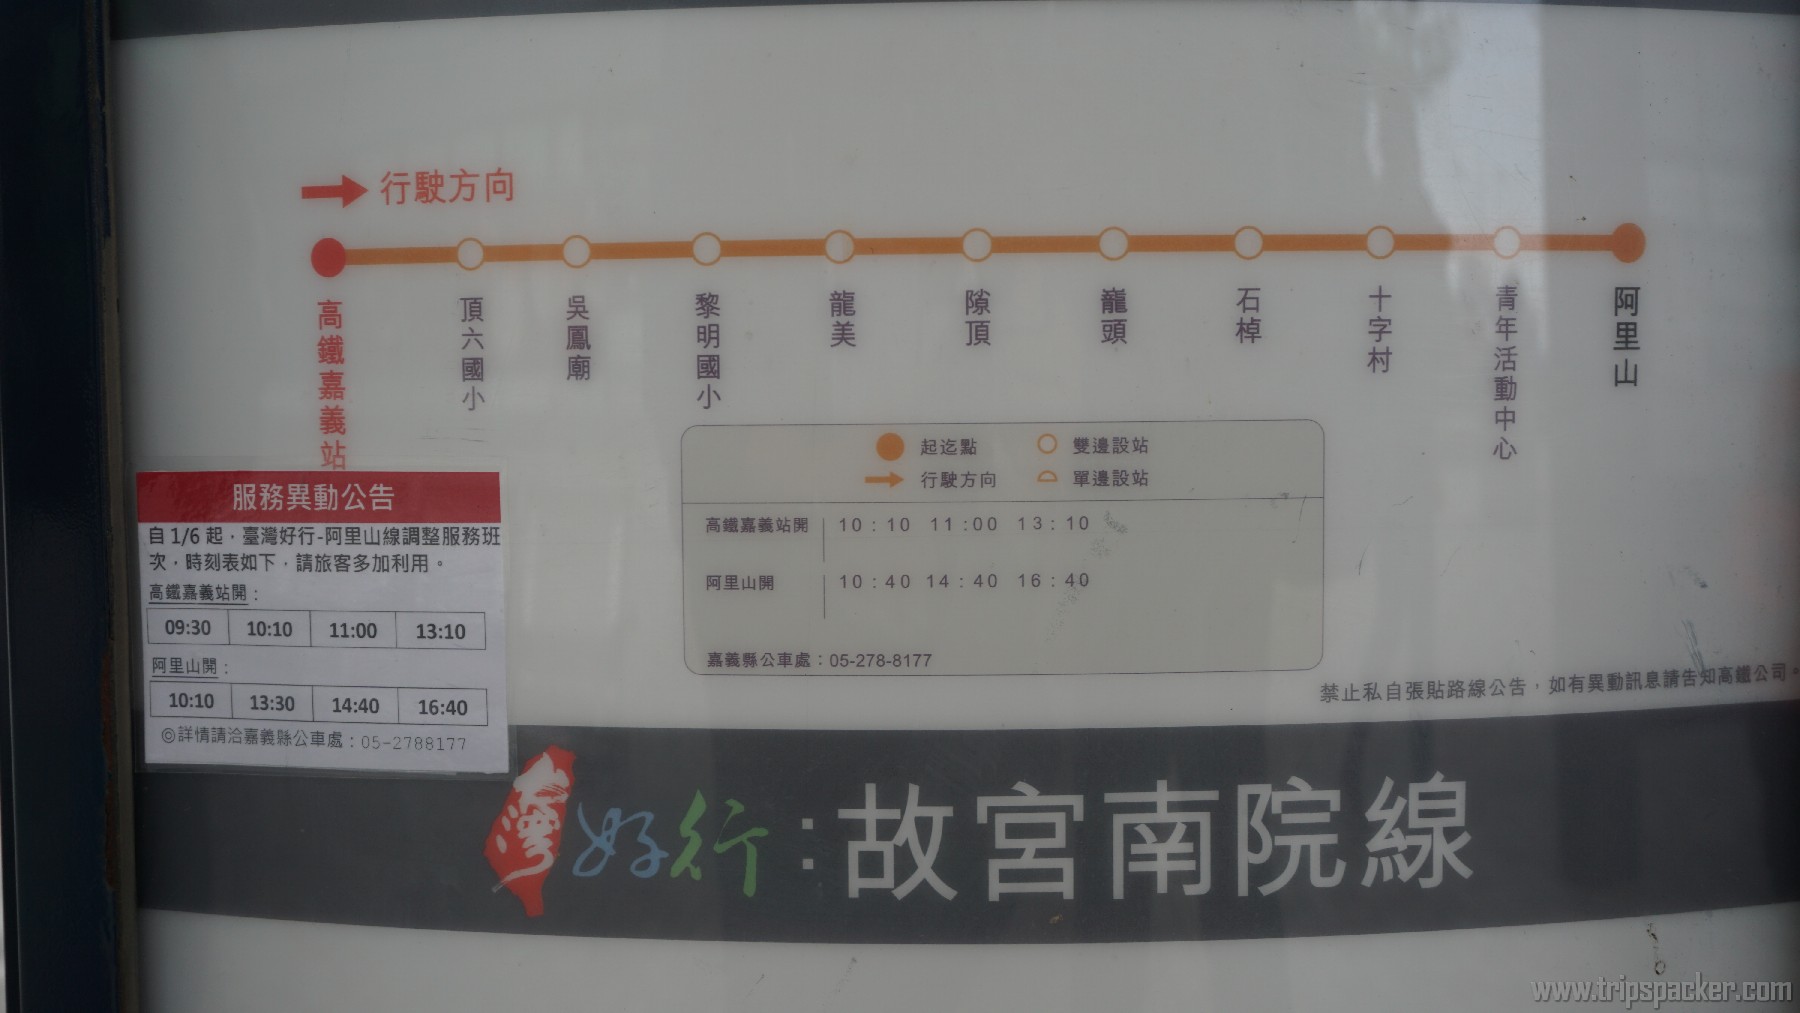 行駛方向
高鐵嘉義站
頂六國小
吳鳳廟
黎明國小
龍美
隙頂
巃頭
石棹
十字村
青年活動中心
阿里山
起迄點
雙邊設站
行駛方向
單邊設站
高鐵嘉義站開 10:10 11:00 13:10
阿里山開 10:40 14:40 16:40
嘉義縣公車處：05-278-8177
服務異動公告
自 1/6 起，臺灣好行-阿里山線調整服務班
次，時刻表如下，請旅客多加利用。
高鐵嘉義站開：
09:30 10:10 11:00 13:10
阿里山開：
10:10 13:30 14:40 16:40
◎詳情請洽嘉義縣公車處：05-2788177
禁止私自張貼路線公告，如有異動訊息請告知高鐵公司。
台灣好行：故宮南院線
www.tripspacker.com